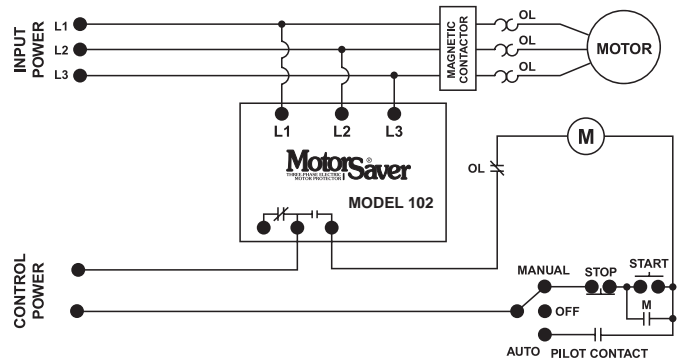 INPUT
POWER
L1
L2
L3
MAGNETIC
CONTACTOR
OL
OL
OL
MOTOR
L1 L2 L3
MotorSaver®
THREE-PHASE ELECTRIC
MOTOR PROTECTOR
MODEL 102
OL
M
CONTROL
POWER
MANUAL
STOP
START
OFF
M
AUTO
PILOT CONTACT